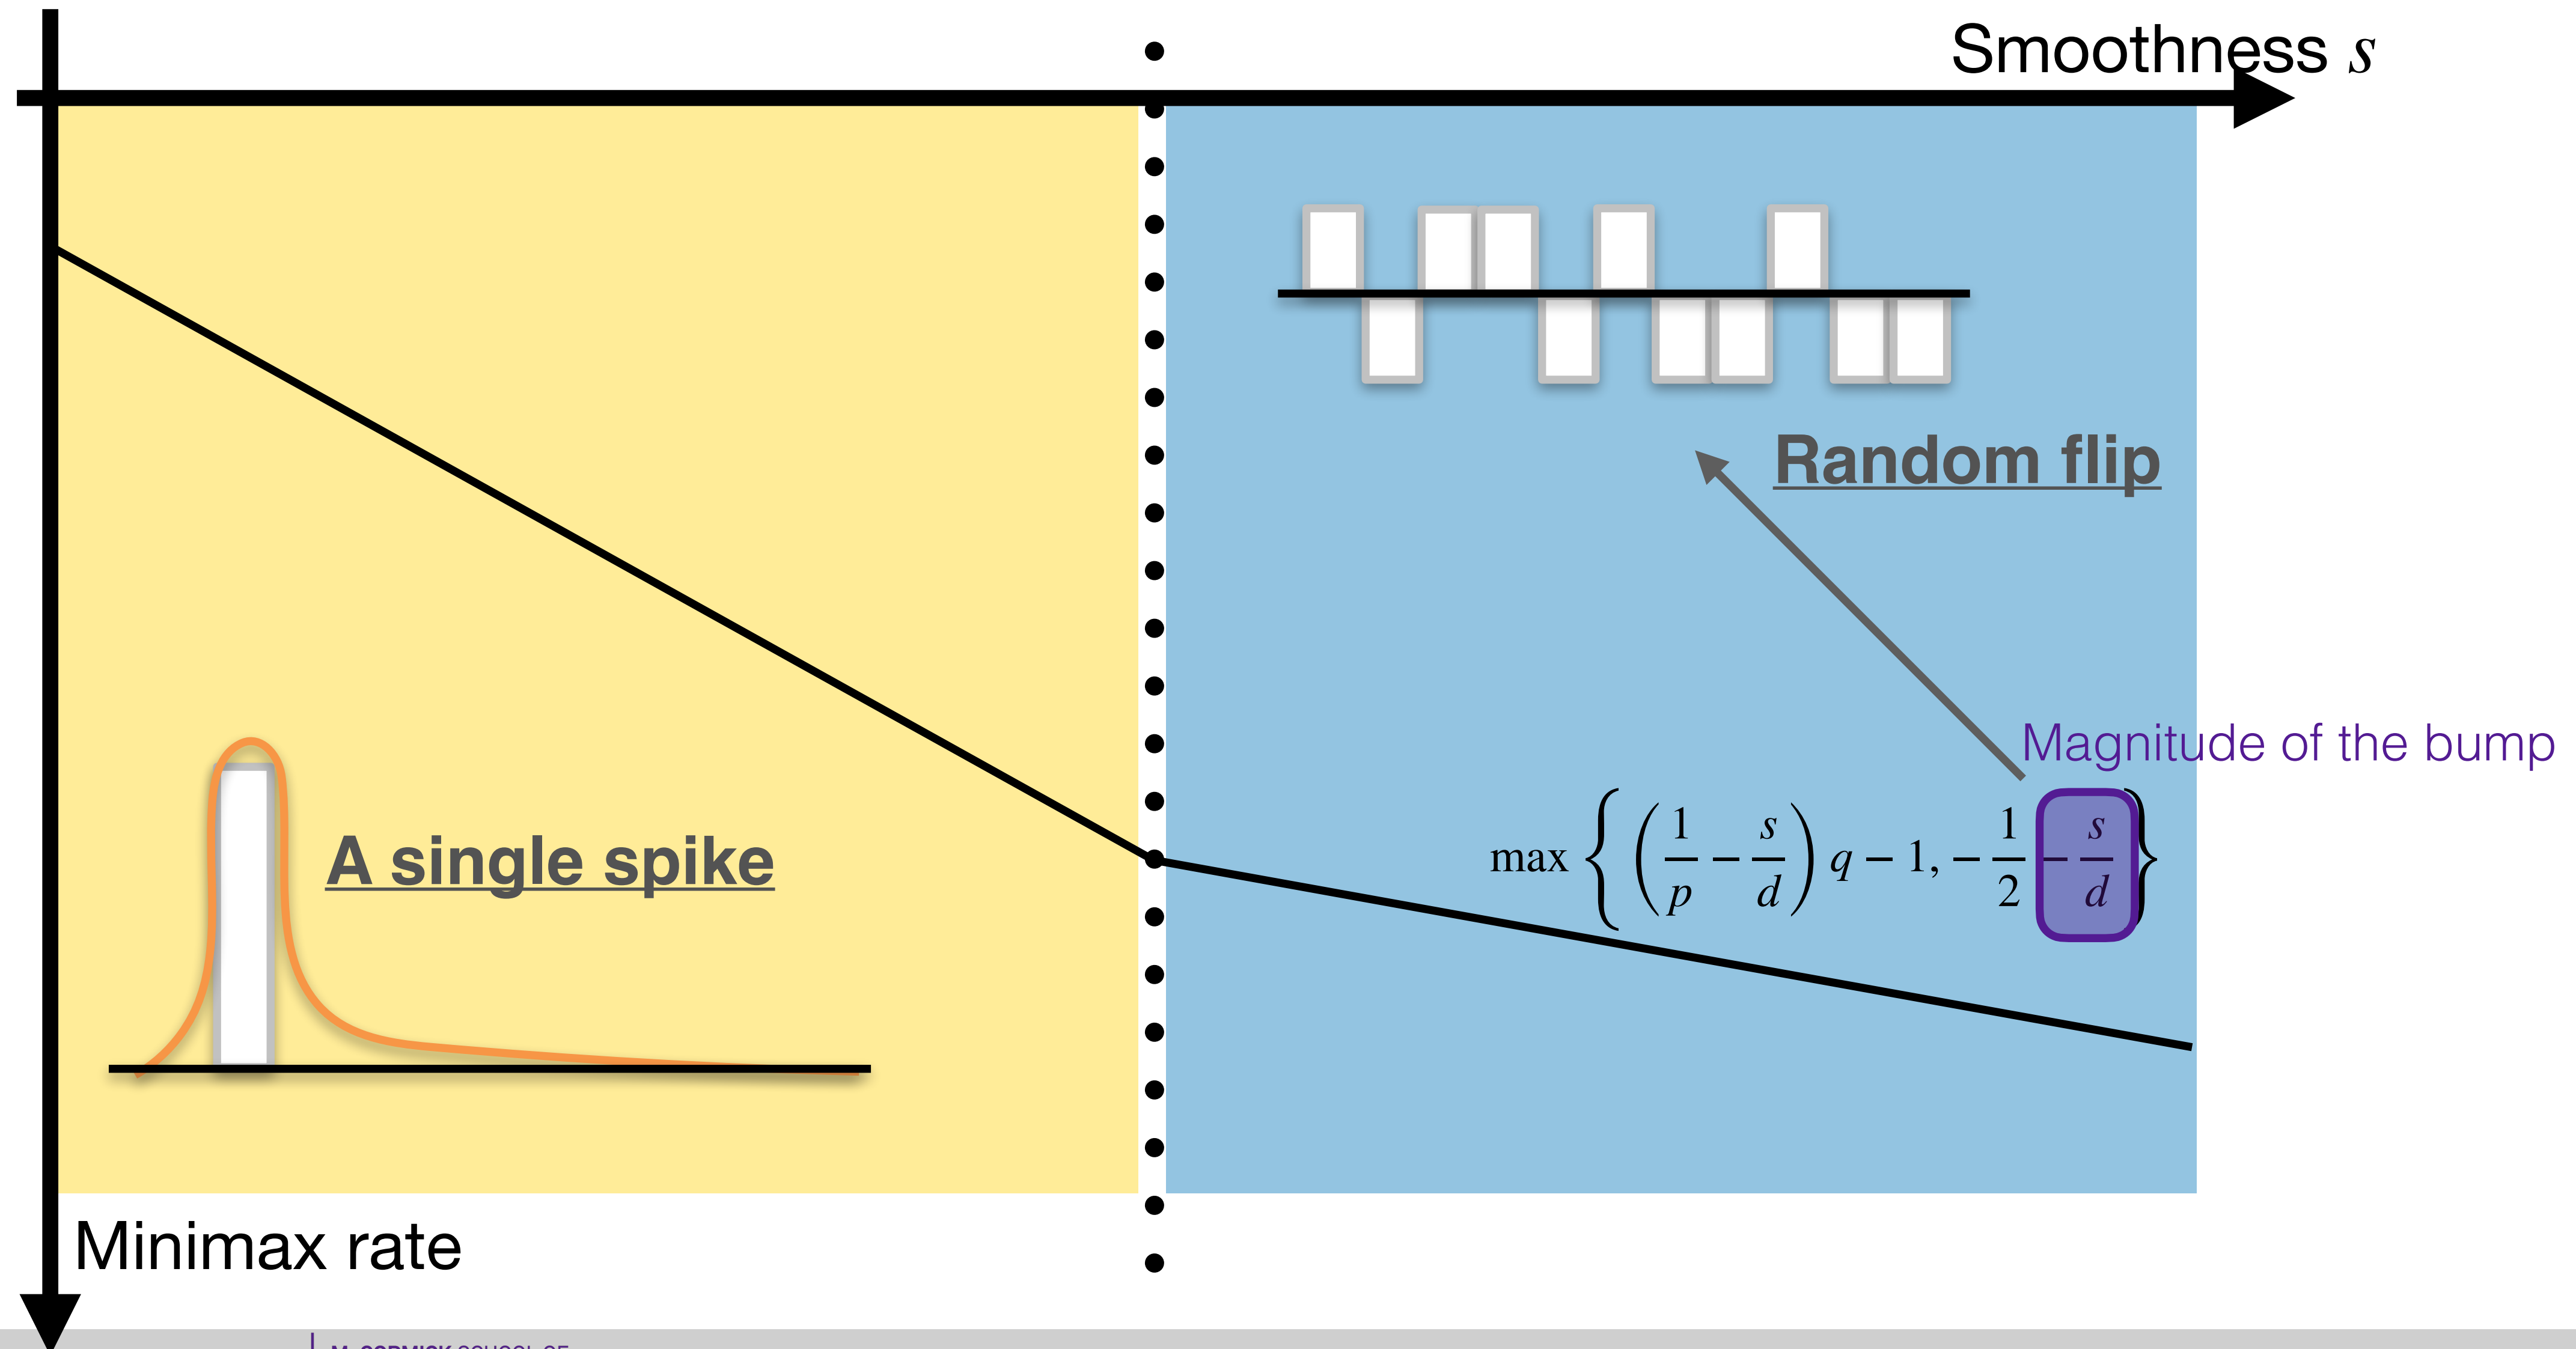 Smoothness s
Random flip
Magnitude of the bump
max { ( 1/p − s/d ) q − 1, − 1/2 − s/d }
A single spike
Minimax rate